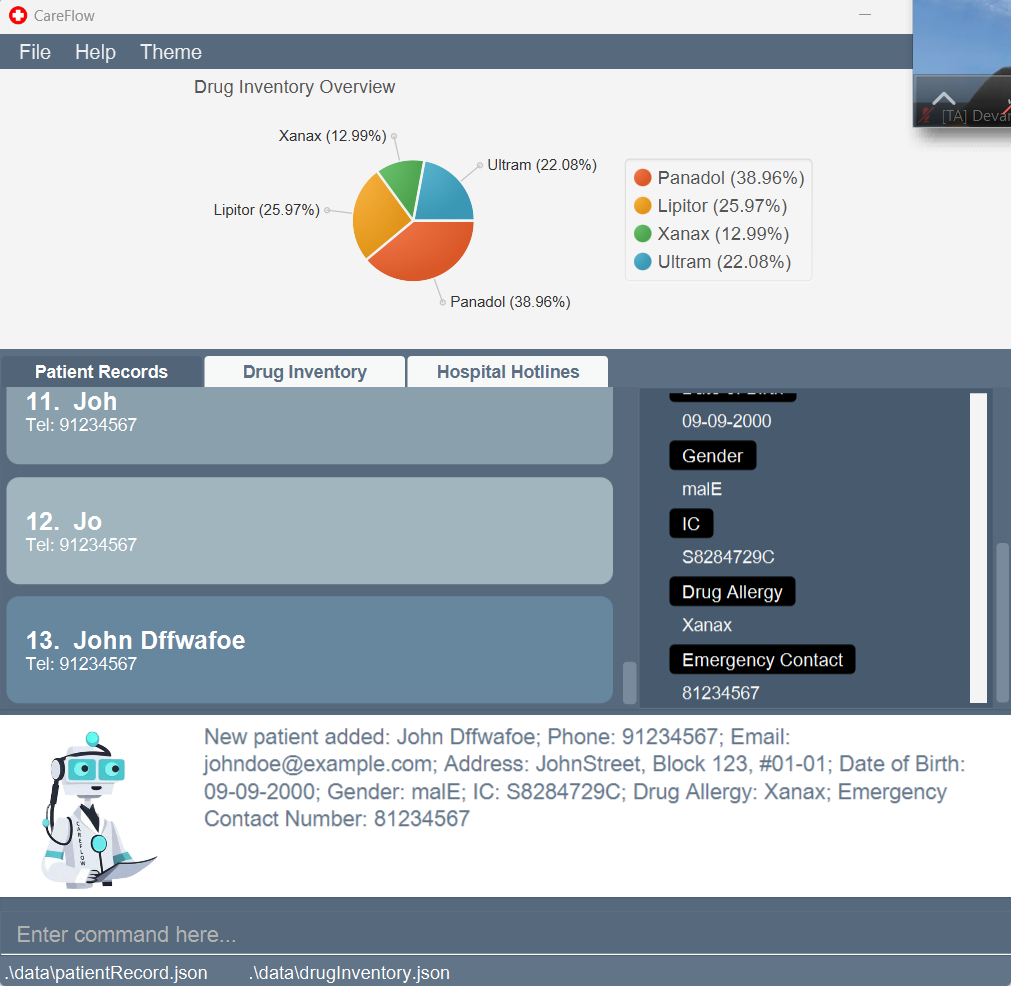 CareFlow
File Help Theme
[TA]
Drug Inventory Overview
Xanax (12.99%)
Ultram (22.08%)
Lipitor (25.97%)
Panadol (38.96%)
Panadol (38.96%)
Lipitor (25.97%)
Xanax (12.99%)
Ultram (22.08%)
Patient Records Drug Inventory Hospital Hotlines
11. Joh
Tel: 91234567
12. Jo
Tel: 91234567
13. John Dffwafoe
Tel: 91234567
Date of Birth
09-09-2000
Gender
malE
IC
S8284729C
Drug Allergy
Xanax
Emergency Contact
81234567
CAREFLOW
New patient added: John Dffwafoe; Phone: 91234567; Email:
johndoe@example.com; Address: JohnStreet, Block 123, #01-01; Date of Birth:
09-09-2000; Gender: malE; IC: S8284729C; Drug Allergy: Xanax; Emergency
Contact Number: 81234567
Enter command here...
.\data\patientRecord.json .\data\drugInventory.json